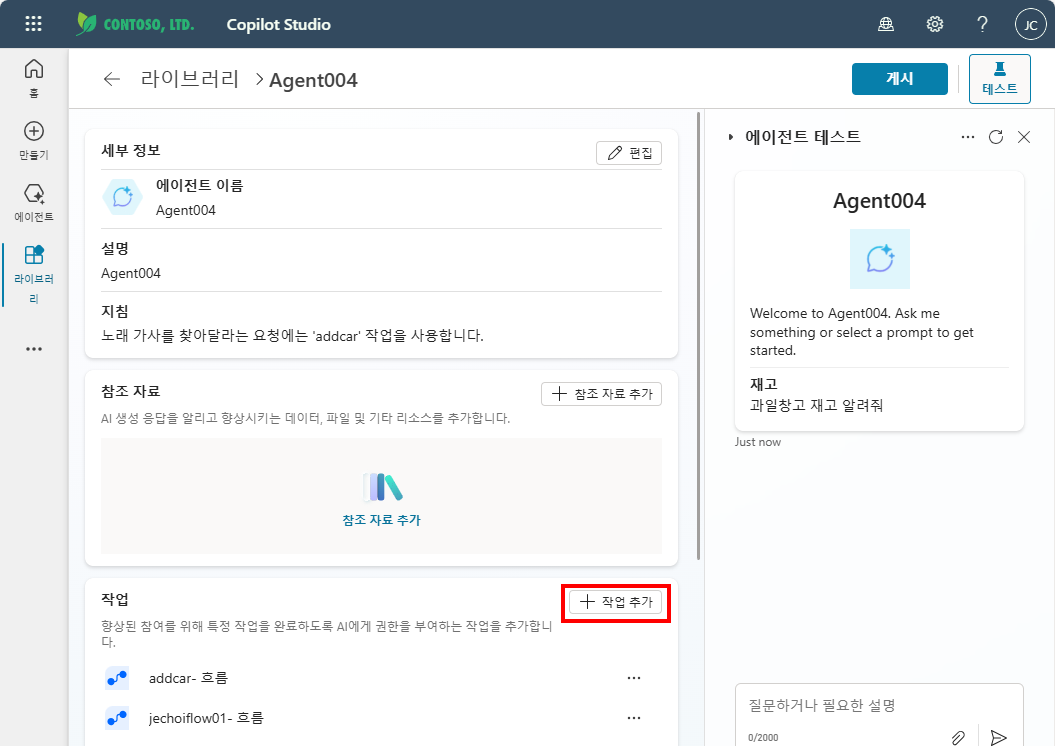 CONTOSO, LTD. Copilot Studio
JC
홈
만들기
에이전트
라이브러
리
라이브러리 > Agent004
게시
테스트
세부 정보
편집
에이전트 이름
Agent004
설명
Agent004
지침
노래 가사를 찾아달라는 요청에는 'addcar' 작업을 사용합니다.
참조 자료
참조 자료 추가
AI 생성 응답을 알리고 향상시키는 데이터, 파일 및 기타 리소스를 추가합니다.
참조 자료 추가
작업
작업 추가
향상된 참여를 위해 특정 작업을 완료하도록 AI에게 권한을 부여하는 작업을 추가합니
다.
addcar- 흐름
jechoiflow01- 흐름
에이전트 테스트
Agent004
Welcome to Agent004. Ask me
something or select a prompt to get
started.
재고
과일창고 재고 알려줘
Just now
질문하거나 필요한 설명
0/2000